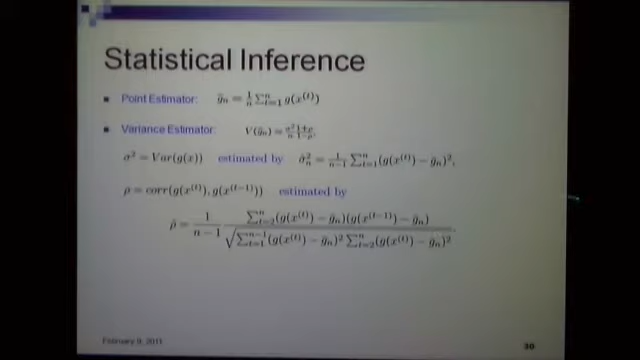 Statistical Inference
Point Estimator: ḡₙ = 1/n ∑ⁿₜ₌₁ g(x⁽ᵗ⁾)
Variance Estimator: V(ḡₙ) = σ²/n 1+ρ/1−ρ.
σ² = Var(g(x)) estimated by σ̂²ₙ = 1/(n−1) ∑ⁿₜ₌₁(g(x⁽ᵗ⁾) − ḡₙ)²,
ρ = corr(g(x⁽ᵗ⁾), g(x⁽ᵗ⁻¹⁾)) estimated by
ρ̂ = 1/(n−1) ∑ⁿₜ₌₂(g(x⁽ᵗ⁾) − ḡₙ)(g(x⁽ᵗ⁻¹⁾) − ḡₙ) / √(∑ⁿ⁻¹ₜ₌₁(g(x⁽ᵗ⁾) − ḡₙ)² ∑ⁿₜ₌₂(g(x⁽ᵗ⁾) − ḡₙ)²).
February 9, 2011
30